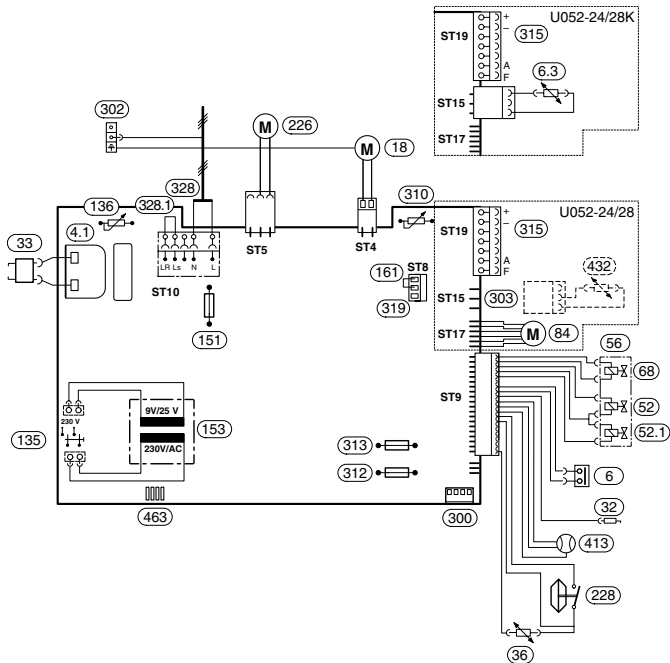 U052-24/28K
ST19
+
–
315
A
F
6.3
ST15
ST17
302
M
226
M
18
328
136
328.1
310
U052-24/28
33
4.1
LR Ls N L
ST10
ST5
ST4
ST19
+
–
315
A
F
161
ST8
319
432
ST15
303
151
ST17
M
84
56
68
ST9
52
52.1
9V/25 V
153
230 V
135
230V/AC
313
312
6
463
300
32
413
228
36